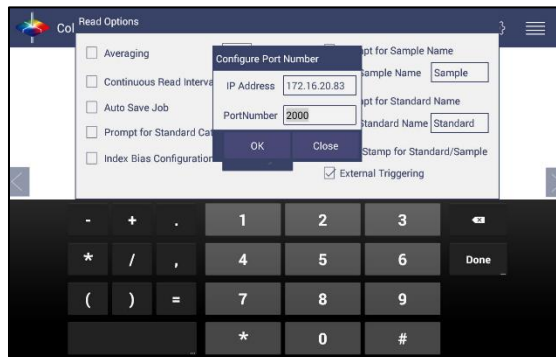 Col
Read Options
Averaging
Continuous Read Interva
Auto Save Job
Prompt for Standard Cat
Index Bias Configuration
Configure Port Number
IP Address 172.16.20.83
PortNumber 2000
OK Close
pt for Sample Name
ample Name Sample
pt for Standard Name
Standard Name Standard
Stamp for Standard/Sample
External Triggering
- + . 1 2 3
* / , 4 5 6 Done
( ) = 7 8 9
* 0 #